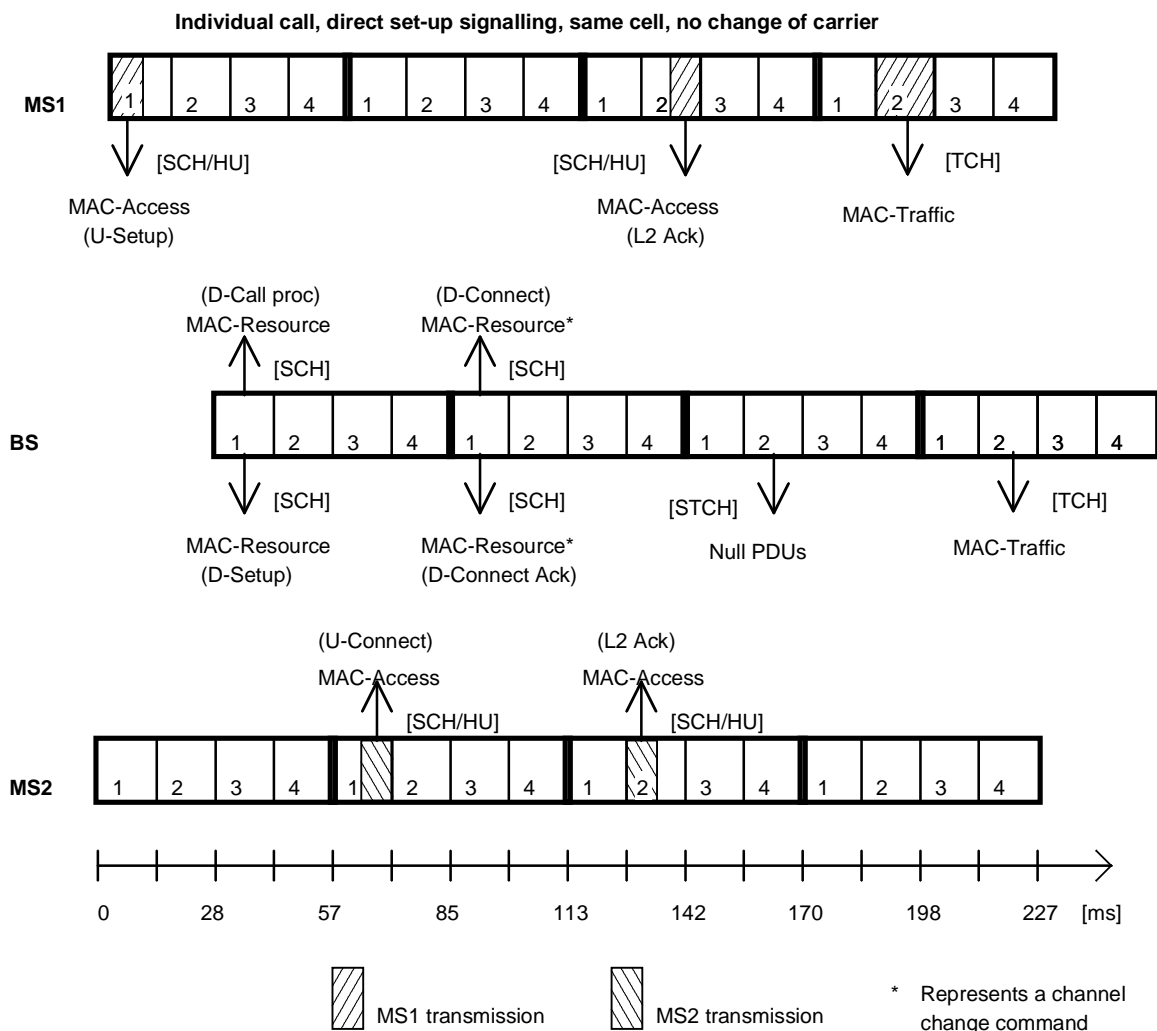 Individual call, direct set-up signalling, same cell, no change of carrier
MS1
1 2 3 4 1 2 3 4 1 2 3 4 1 2 3 4
[SCH/HU] [SCH/HU] [TCH]
MAC-Access MAC-Access MAC-Traffic
(U-Setup) (L2 Ack)
(D-Call proc) (D-Connect)
MAC-Resource MAC-Resource*
[SCH] [SCH]
BS
1 2 3 4 1 2 3 4 1 2 3 4 1 2 3 4
[SCH] [SCH] [STCH] [TCH]
MAC-Resource MAC-Resource* Null PDUs MAC-Traffic
(D-Setup) (D-Connect Ack)
(U-Connect) (L2 Ack)
MAC-Access MAC-Access
[SCH/HU] [SCH/HU]
MS2
1 2 3 4 1 2 3 4 1 2 3 4 1 2 3 4
0 28 57 85 113 142 170 198 227 [ms]
MS1 transmission MS2 transmission * Represents a channel
change command